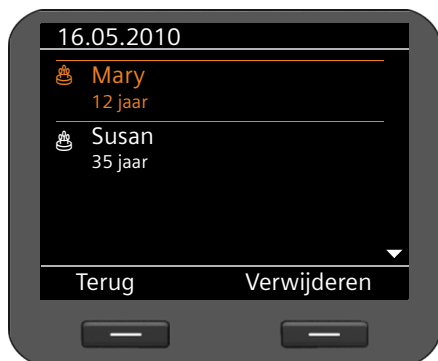 16.05.2010
Mary
12 jaar
Susan
35 jaar
Terug Verwijderen